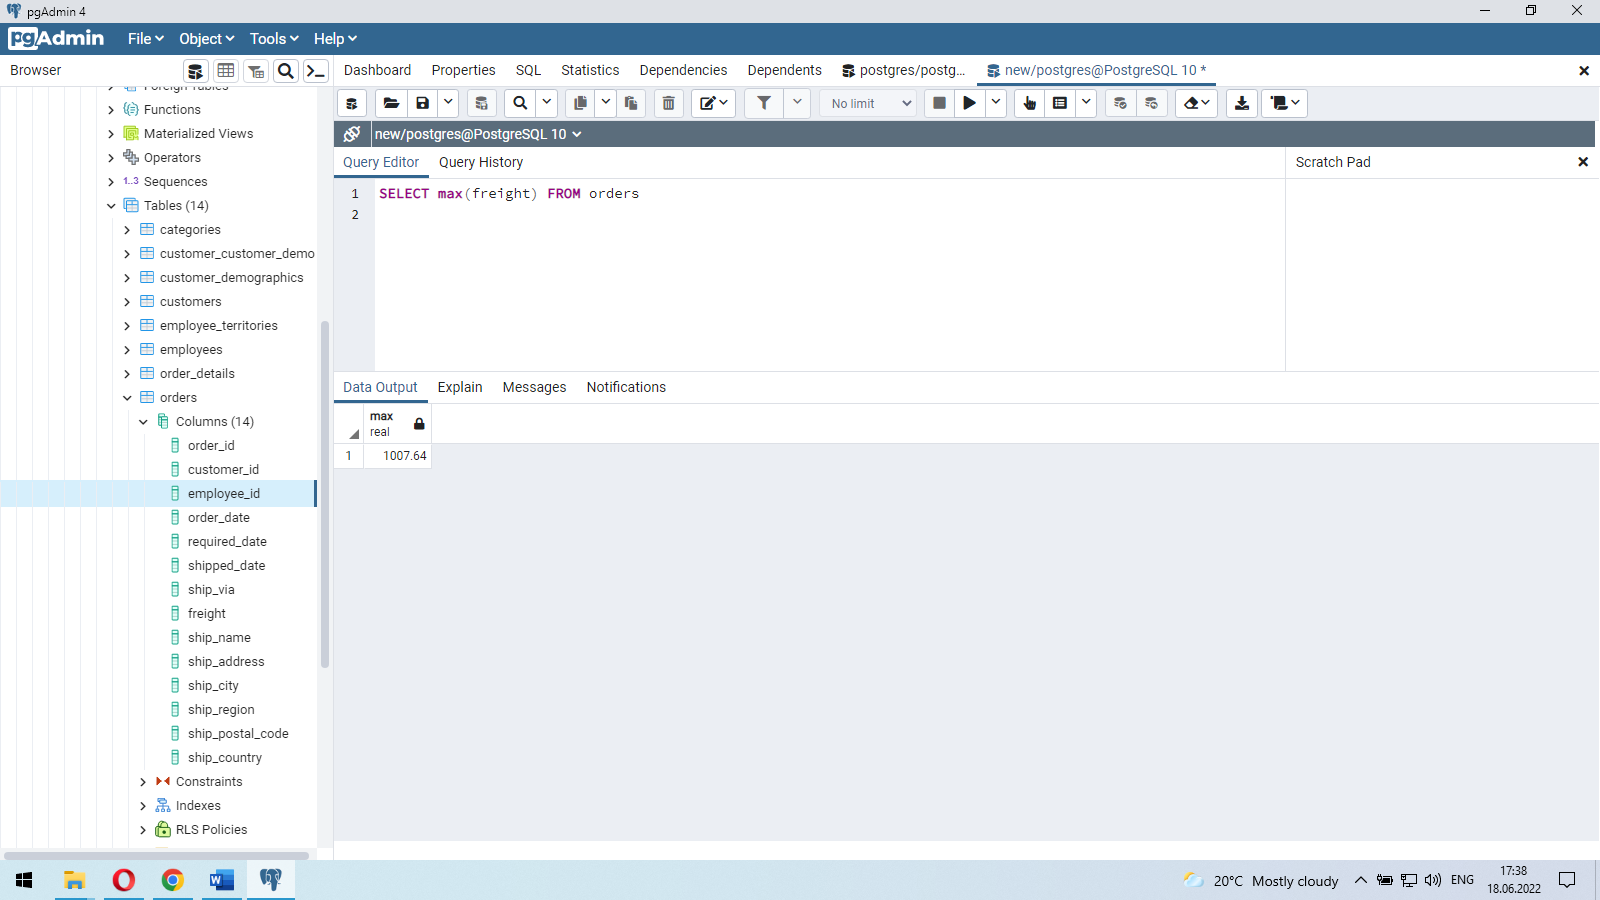 pgAdmin 4
pgAdmin File Object Tools Help
Browser
Dashboard Properties SQL Statistics Dependencies Dependents postgres/postg... new/postgres@PostgreSQL 10 *
No limit
new/postgres@PostgreSQL 10
Query Editor Query History
Scratch Pad
1 SELECT max(freight) FROM orders
2
Data Output Explain Messages Notifications
max
real
1 1007.64
Foreign Tables
Functions
Materialized Views
Operators
1..3 Sequences
Tables (14)
categories
customer_customer_demo
customer_demographics
customers
employee_territories
employees
order_details
orders
Columns (14)
order_id
customer_id
employee_id
order_date
required_date
shipped_date
ship_via
freight
ship_name
ship_address
ship_city
ship_region
ship_postal_code
ship_country
Constraints
Indexes
RLS Policies
20°C Mostly cloudy
ENG
17:38
18.06.2022